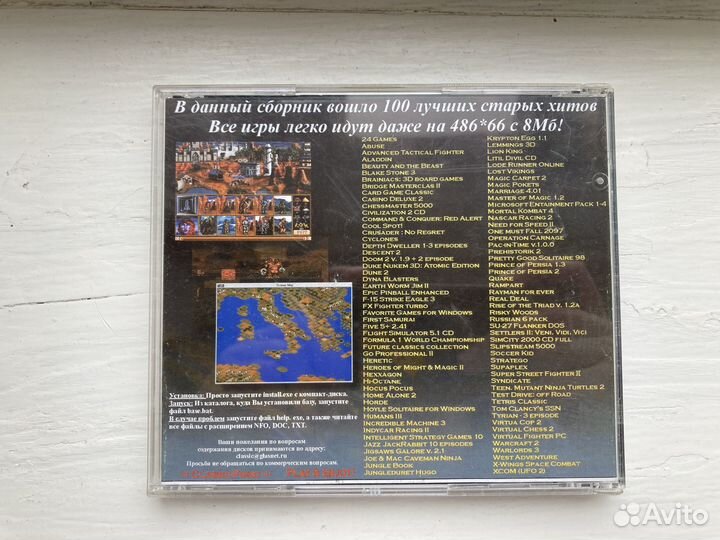 В данный сборник вошло 100 лучших старых хитов
Все игры легко идут даже на 486*66 с 8Мб!
24 Games
Abuse
Advanced Tactical Fighter
Aladdin
Beauty and the Beast
Blake Stone 3
Brainiacs: 3D board games
Bridge Masterclas II
Card Game Classic
Casino Deluxe 2
Chessmaster 5000
Civilization 2 CD
Command & Conquer: Red Alert
Cool Spot!
Crusader : No Regret
Cyclones
Depth Dweller 1-3 episodes
Descent 2
Doom 2 v. 1.9 + 2 episode
Duke Nukem 3D: Atomic Edition
Dune 2
Dyna Blasters
Earth Worm Jim II
Epic Pinball Enhanced
F-15 Strike Eagle 3
FX Fighter Turbo
Favorite Games for Windows
First Samurai
Five 5+ 2.41
Flight Simulator 5.1 CD
Formula 1 World Championship
Future classics collection
Go Professional II
Heretic
Heroes of Might & Magic II
Hexxagon
Hi-Octane
Hocus Pocus
Home Alone 2
Horde
Hoyle Solitaire for Windows
Humans III
Incredible Machine 3
Indycar Racing II
Intelligent Strategy Games 10
Jazz JackRabbit 10 episodes
Jigsaws Galore v. 2.1
Joe & Mac Caveman Ninja
Jungle Book
Jungleduret Hugo
Krypton Egg 1.1
Lemmings 3D
Lion King
Litil Divil CD
Lode Runner Online
Lost Vikings
Magic Carpet 2
Magic Pokets
Marriage 4.01
Master of Magic 1.2
Microsoft Entainment Pack 1-4
Mortal Kombat 4
Nascar Racing 2
Need for Speed II
One Must Fall 2097
Operation Carnage
Pac-in-Time v.1.0.0
Prehistorik 2
Pretty Good Solitaire 98
Prince of Persia 1.3
Prince of Persia 2
Quake
Rampart
Rayman for ever
Real Deal
Rise of the Triad v. 1.2a
Risky Woods
Russian 6 pack
SU-27 Flanker DOS
Settlers II: Veni, Vidi, Vici
SimCity 2000 CD full
Slipstream 5000
Soccer Kid
Stratego
Supaplex
Super Street Fighter II
Syndicate
Teen. Mutant Ninja Turtles 2
Test Drive: off Road
Tetris Classic
Tom Clancy's SSN
Tyrian - 3 episode
Virtua Cop 2
Virtual Chess 2
Virtual Fighter PC
Warcraft 2
Warlords 3
West Adventure
X-Wings Space Combat
XCOM (UFO 2)
Установка: Просто запустите install.exe с компакт-диска.
Запуск: Из каталога, куда Вы установили базу, запустите
файл base.bat.
В случае проблем запустите файл help. exe, а также читайте
все файлы с расширением NFO, DOC, TXT.
Ваши пожелания по вопросам
содержания дисков принимаются по адресу:
classic@glasnet.ru
Просьба не обращаться по коммерческим вопросам.
Avito